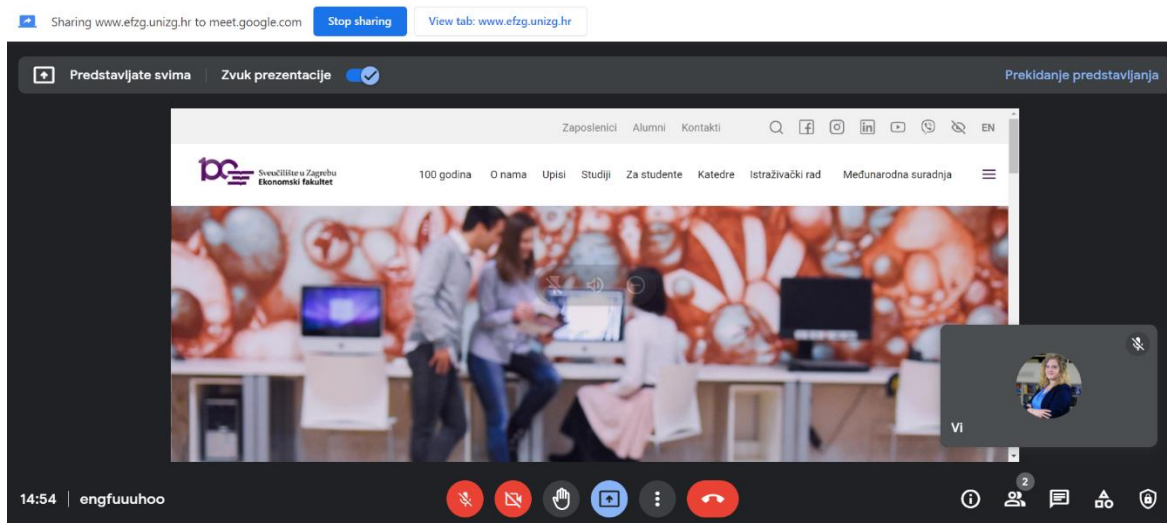 Sharing www.efzg.unizg.hr to meet.google.com Stop sharing View tab: www.efzg.unizg.hr
Predstavljate svima Zvuk prezentacije Prekidanje predstavljanja
Zaposlenici Alumni Kontakti EN
Sveučilište u Zagrebu
Ekonomski fakultet
100 godina O nama Upisi Studiji Za studente Katedre Istraživački rad Međunarodna suradnja
Vi
14:54 | engfuuuhoo 2